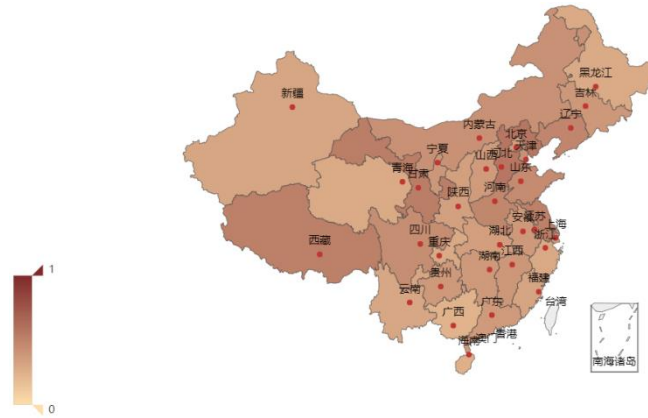 黑龙江
吉林
新疆
辽宁
内蒙古
北京
天津
宁夏
山西
河北
青海
甘肃
山东
陕西
河南
安徽
江苏
上海
西藏
四川
重庆
湖北
浙江
湖南
江西
贵州
云南
福建
广西
广东
台湾
海南
澳门
香港
南海诸岛
1
0